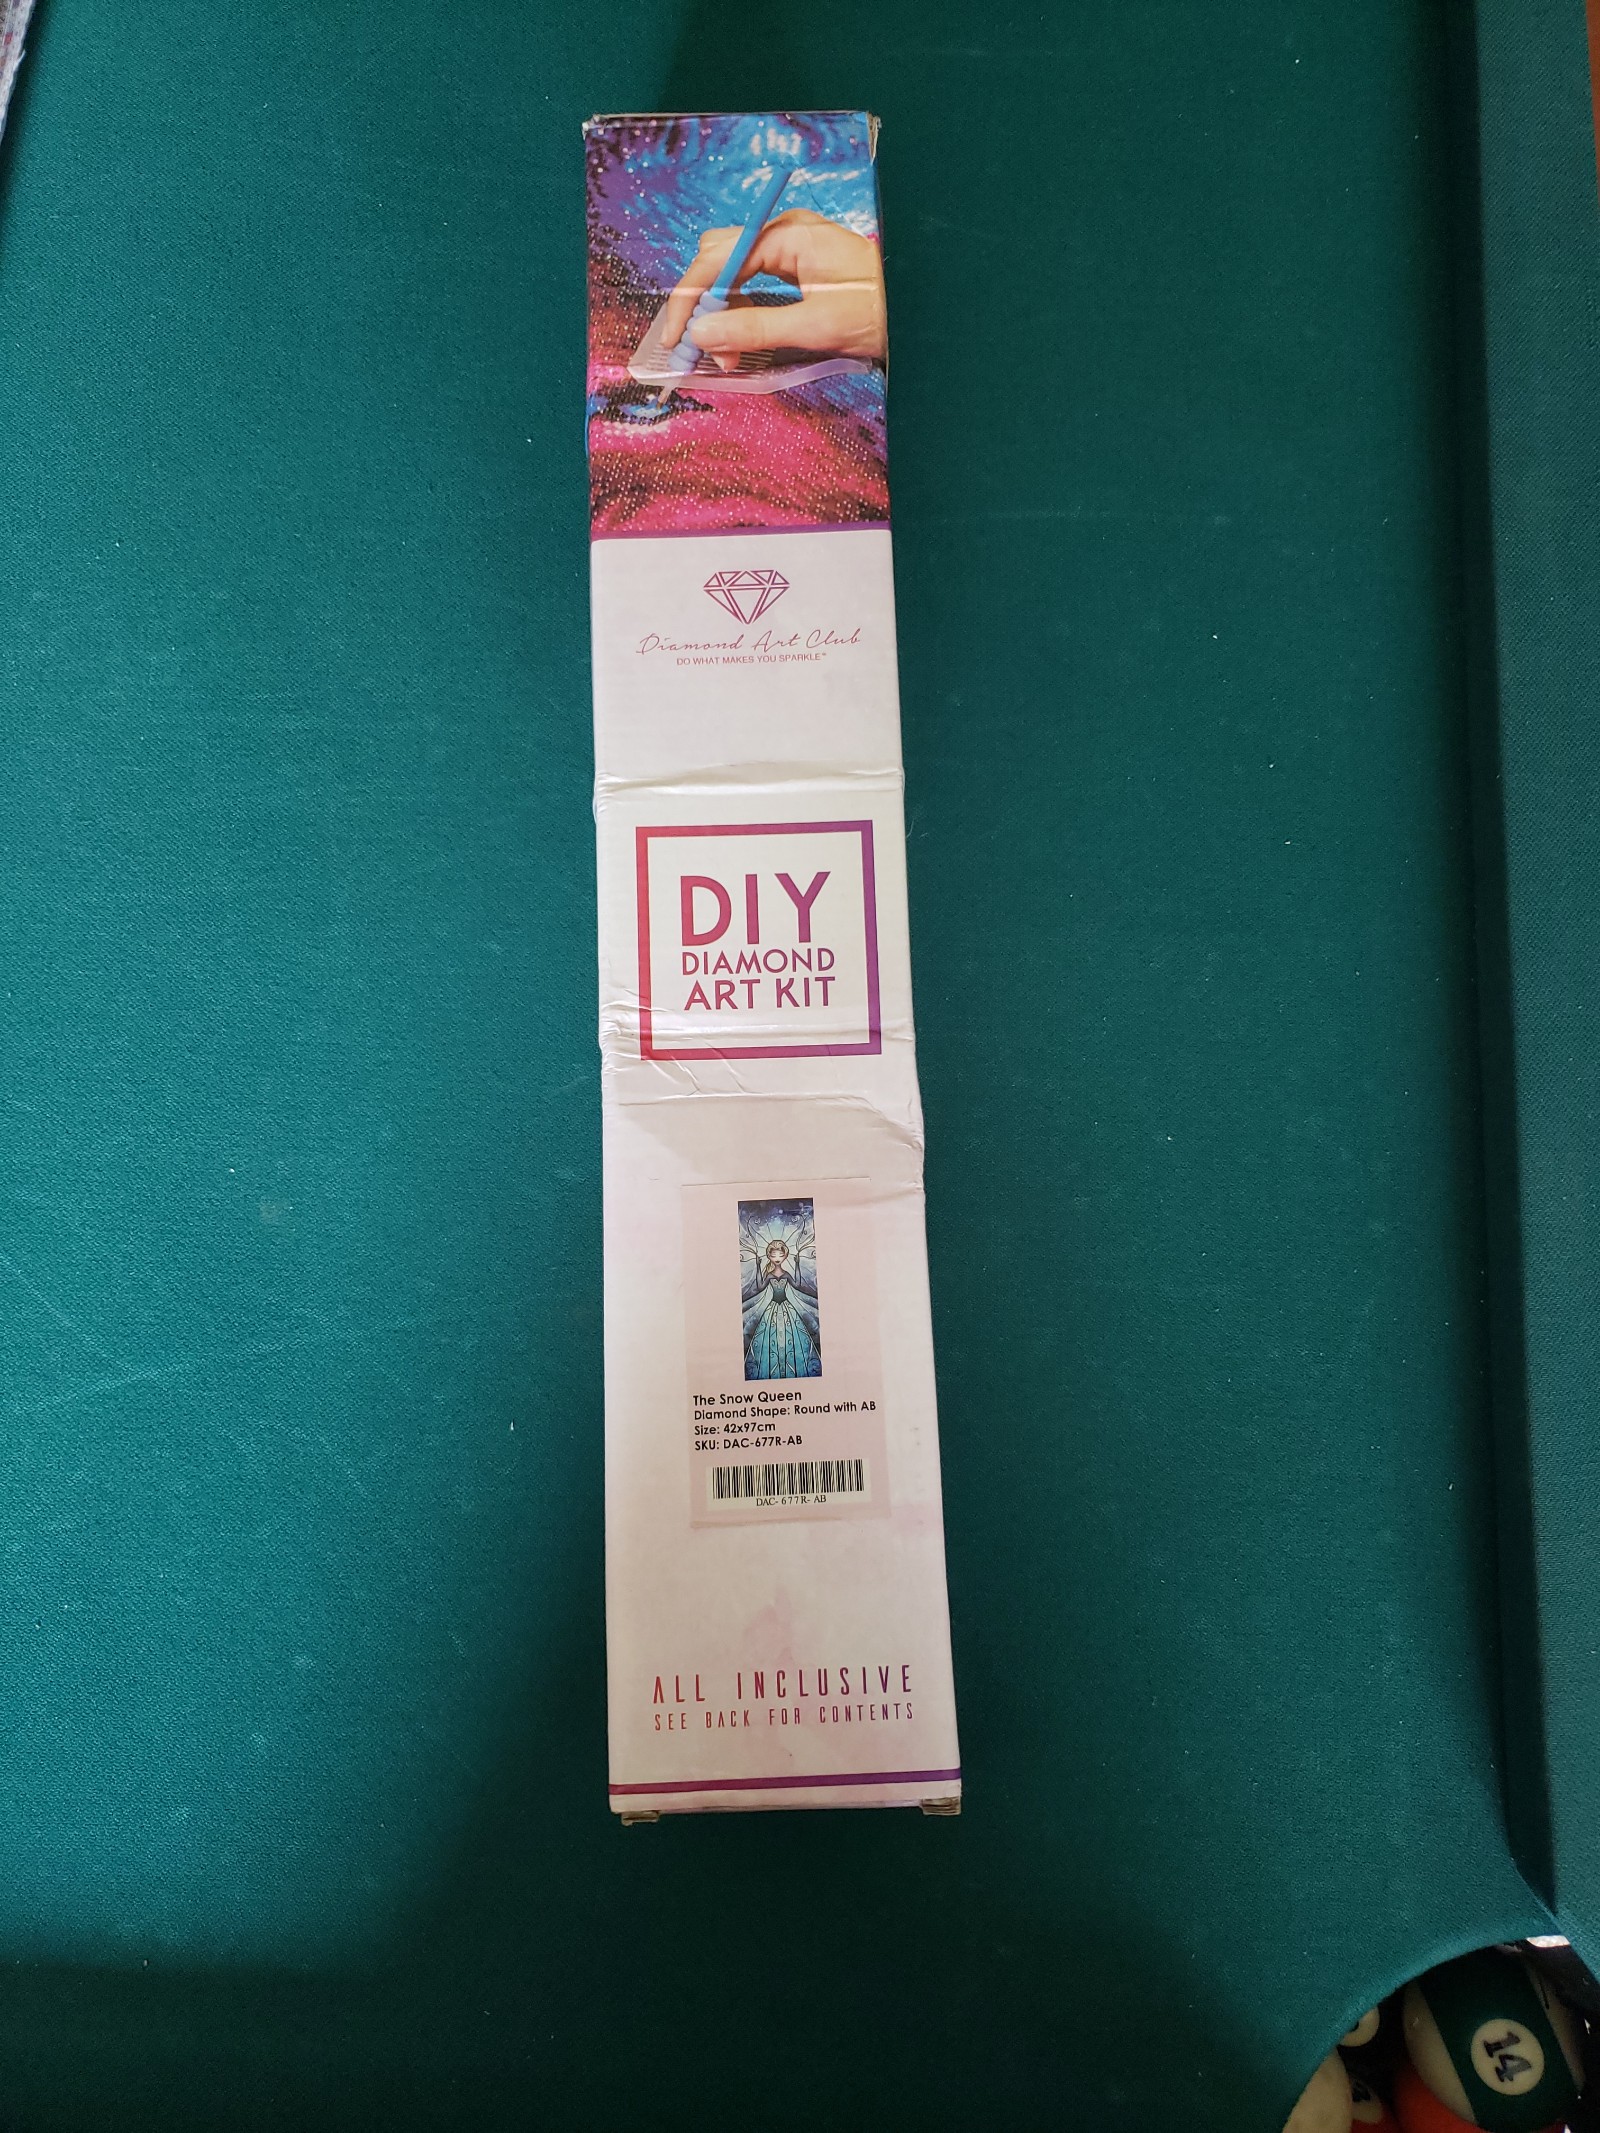 Diamond Art Club
DO WHAT MAKES YOU SPARKLE™
DIY
DIAMOND
ART KIT
The Snow Queen
Diamond Shape: Round with AB
Size: 42x97cm
SKU: DAC-677R-AB
DAC- 677R- AB
ALL INCLUSIVE
SEE BACK FOR CONTENTS
14